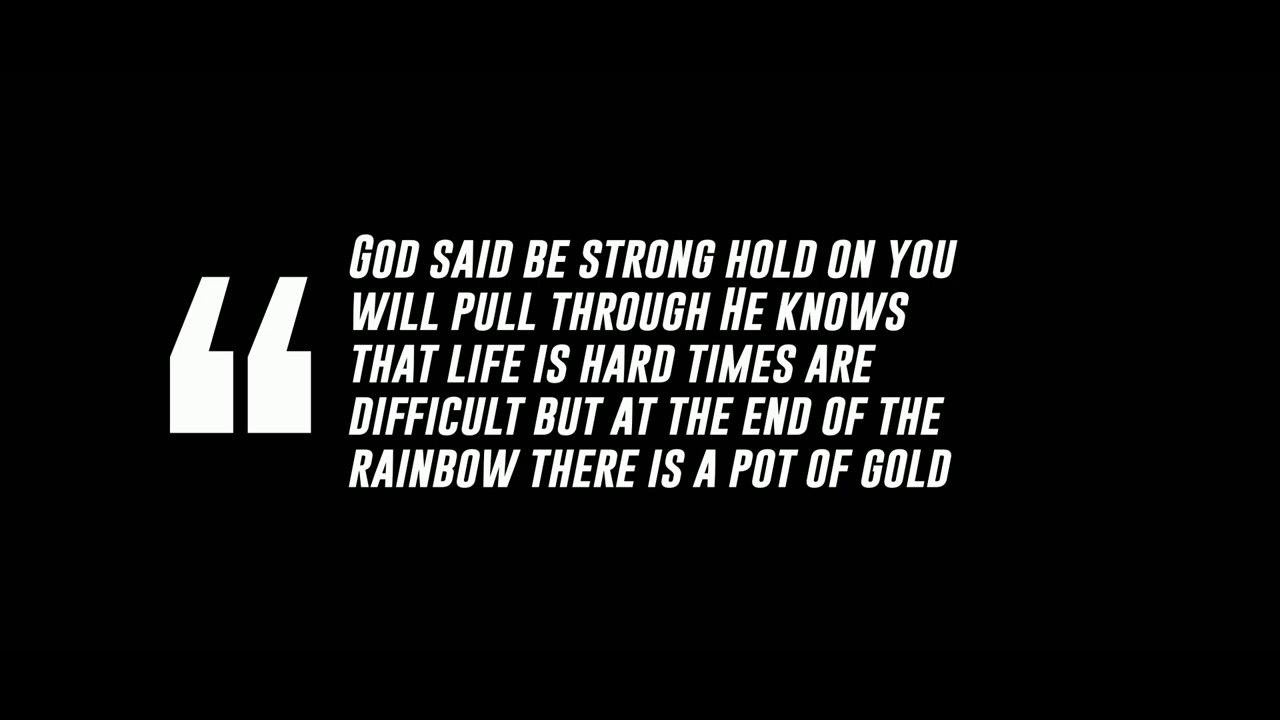 “
God said be strong hold on you
will pull through He knows
that life is hard times are
difficult but at the end of the
rainbow there is a pot of gold